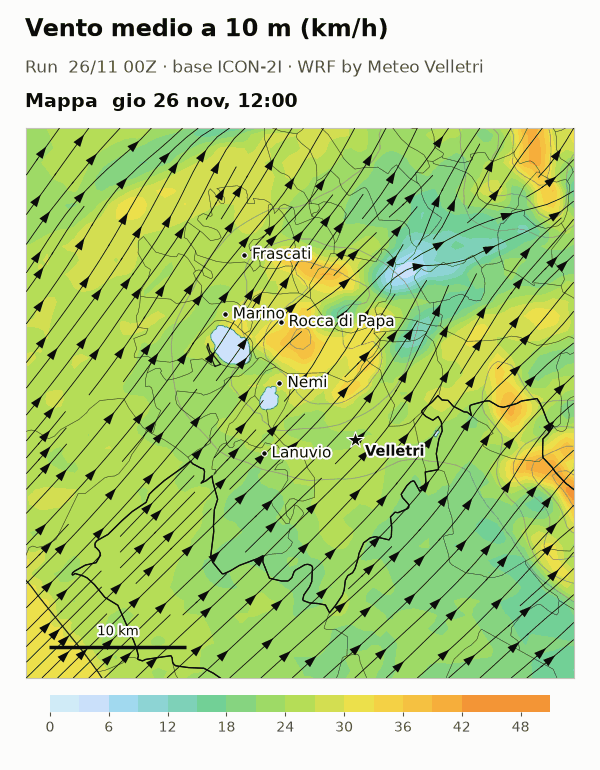 Vento medio a 10 m (km/h)
Run  26/11 00Z · base ICON-2I · WRF by Meteo Velletri
Mappa  gio 26 nov, 12:00
Frascati
Marino
Rocca di Papa
Nemi
Velletri
Lanuvio
10 km
0 6 12 18 24 30 36 42 48